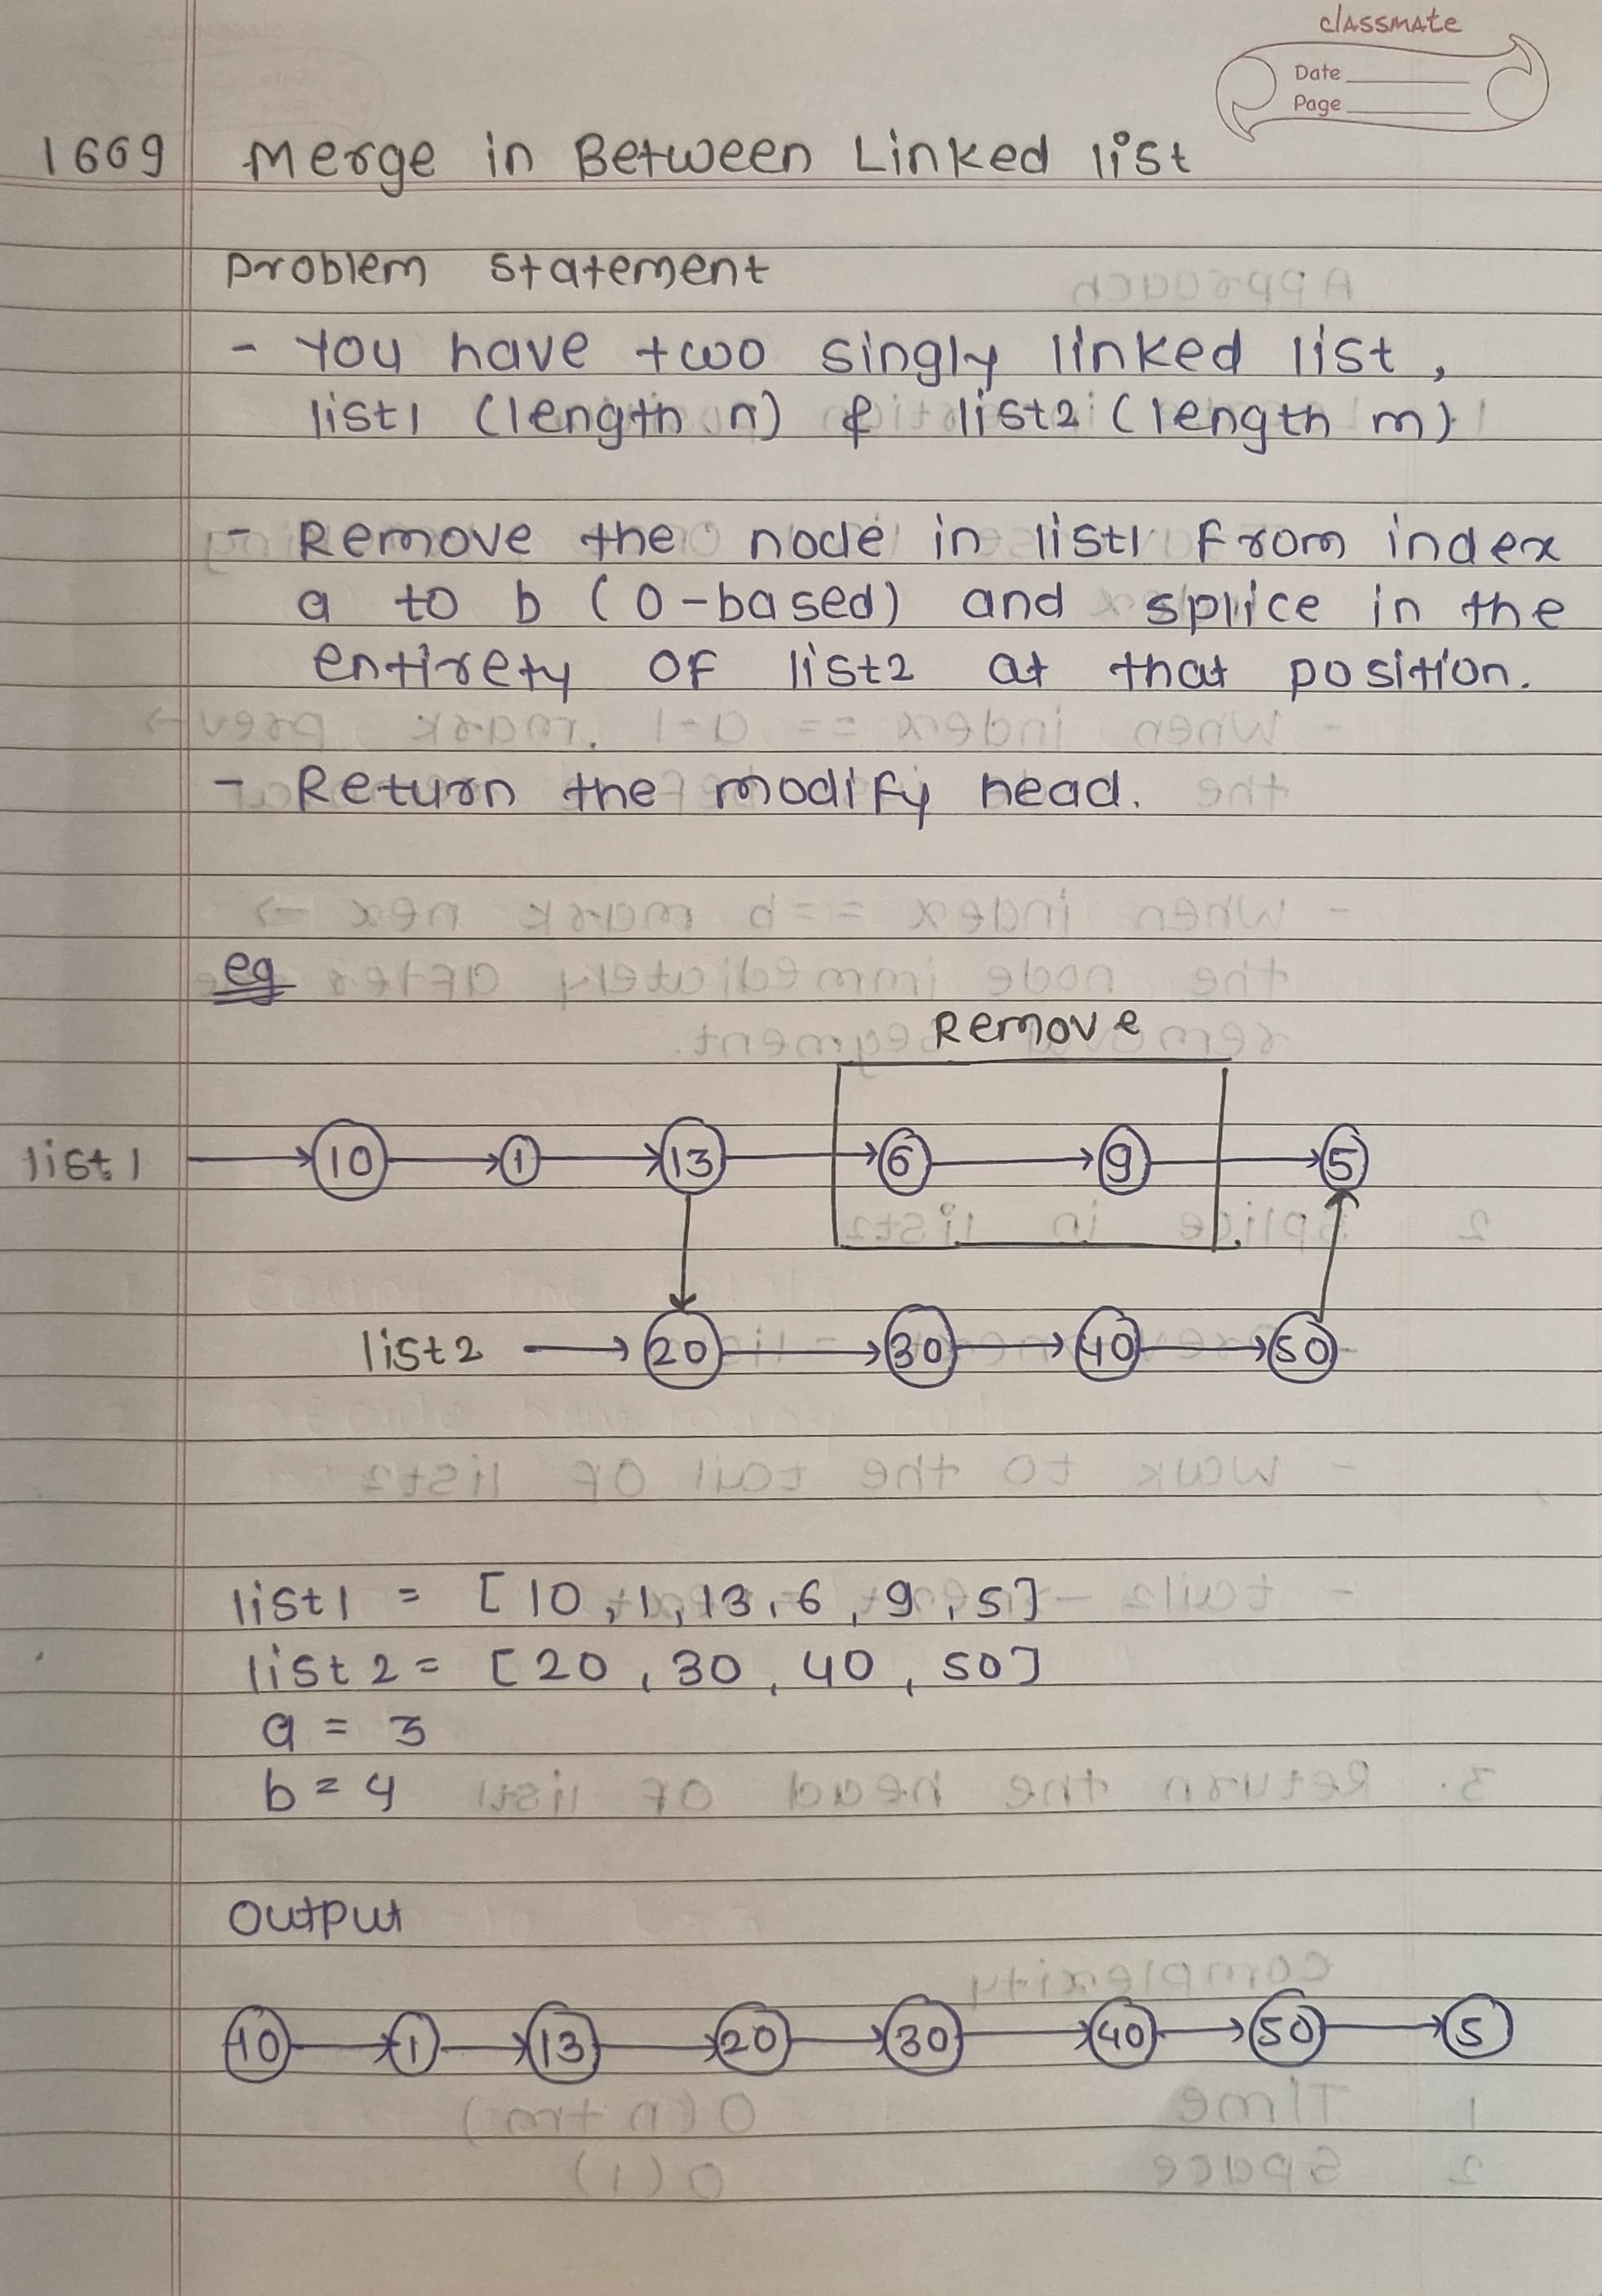 classmate
Date
Page
1669 Merge in Between Linked list
Problem statement
- You have two singly linked list,
list1 (length n) & list2 (length m)
- Remove the node in list1 from index
a to b (0-based) and splice in the
entirety of list2 at that position.
- Return the modify head.
eg
Remove
list1 10 1 13 6 9 5
list2 20 30 40 50
list1 = [10, 1, 13, 6, 9, 5]
list2 = [20, 30, 40, 50]
a = 3
b = 4
Output
10 1 13 20 30 40 50 5